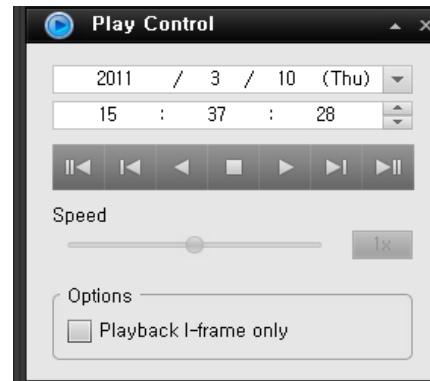 Play Control
2011 / 3 / 10 (Thu)
15 : 37 : 28
Speed
1x
Options
Playback I-frame only